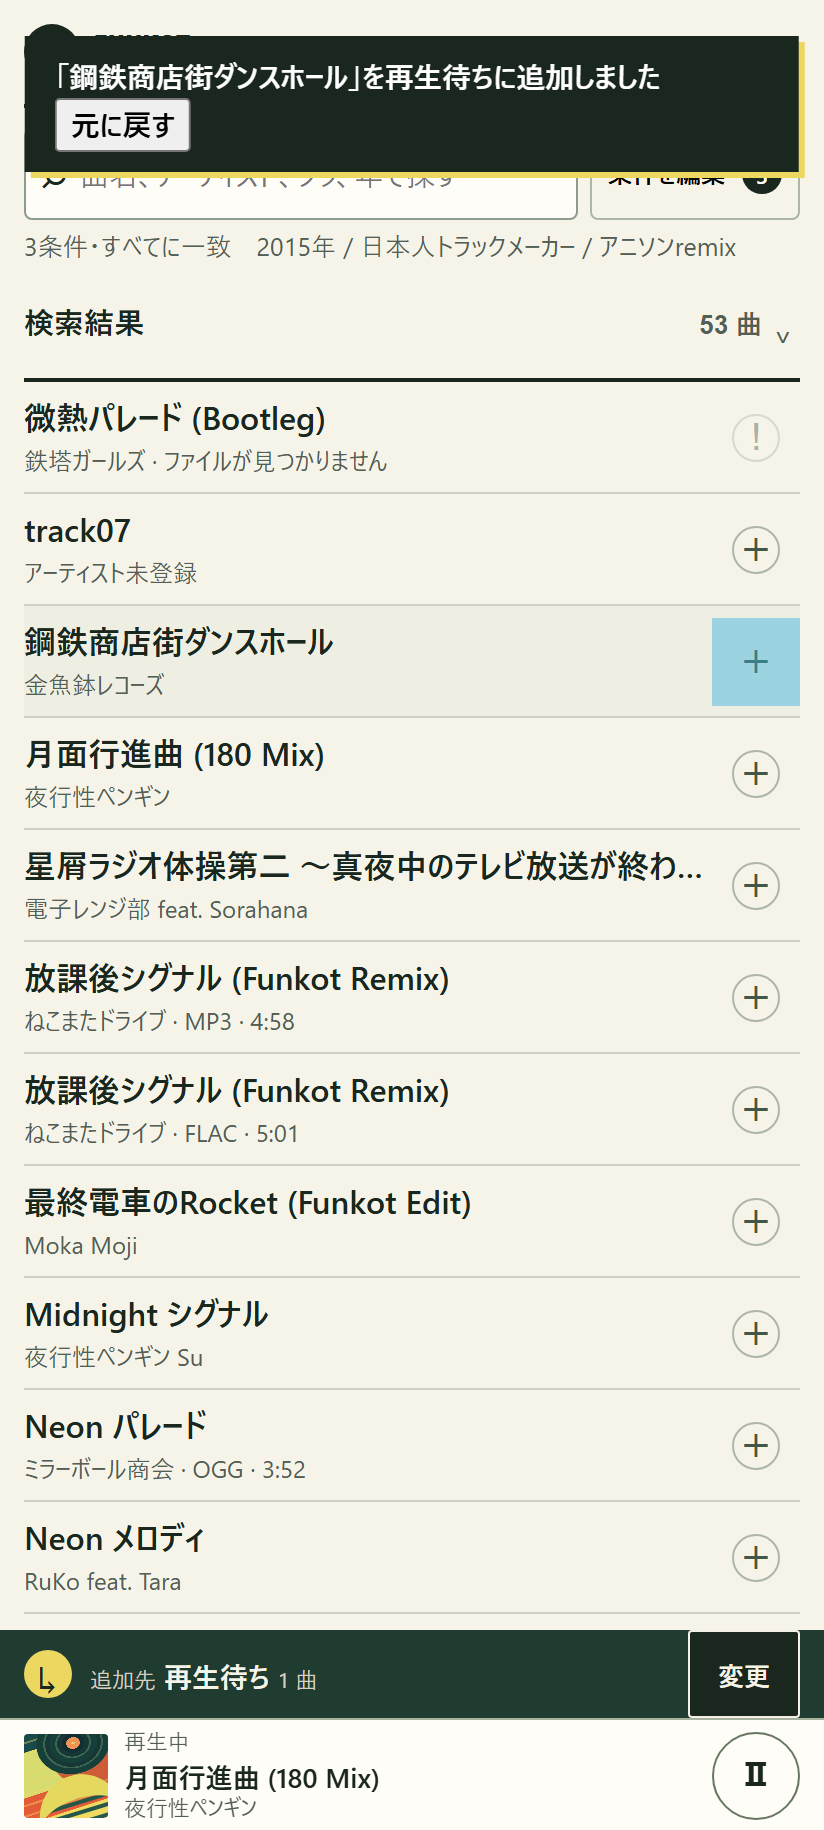 「鋼鉄商店街ダンスホール」を再生待ちに追加しました
元に戻す
3条件・すべてに一致　2015年 / 日本人トラックメーカー / アニソンremix
検索結果
53 曲
微熱パレード (Bootleg)
鉄塔ガールズ · ファイルが見つかりません
!
track07
アーティスト未登録
+
鋼鉄商店街ダンスホール
金魚鉢レコーズ
+
月面行進曲 (180 Mix)
夜行性ペンギン
+
星屑ラジオ体操第二 〜真夜中のテレビ放送が終わ…
電子レンジ部 feat. Sorahana
+
放課後シグナル (Funkot Remix)
ねこまたドライブ · MP3 · 4:58
+
放課後シグナル (Funkot Remix)
ねこまたドライブ · FLAC · 5:01
+
最終電車のRocket (Funkot Edit)
Moka Moji
+
Midnight シグナル
夜行性ペンギン Su
+
Neon パレード
ミラーボール商会 · OGG · 3:52
+
Neon メロディ
RuKo feat. Tara
+
追加先 再生待ち 1 曲
変更
再生中
月面行進曲 (180 Mix)
夜行性ペンギン